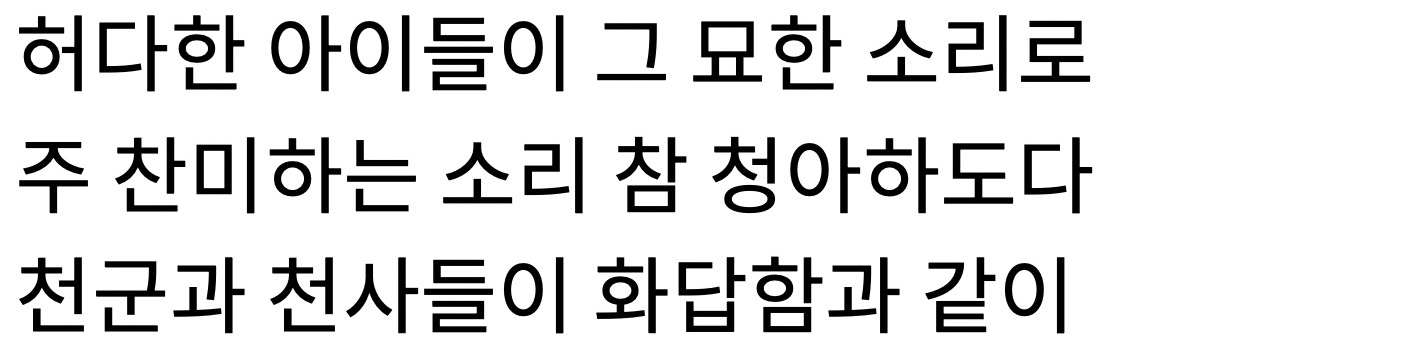 허다한 아이들이 그 묘한 소리로
주 찬미하는 소리 참 청아하도다
천군과 천사들이 화답함과 같이